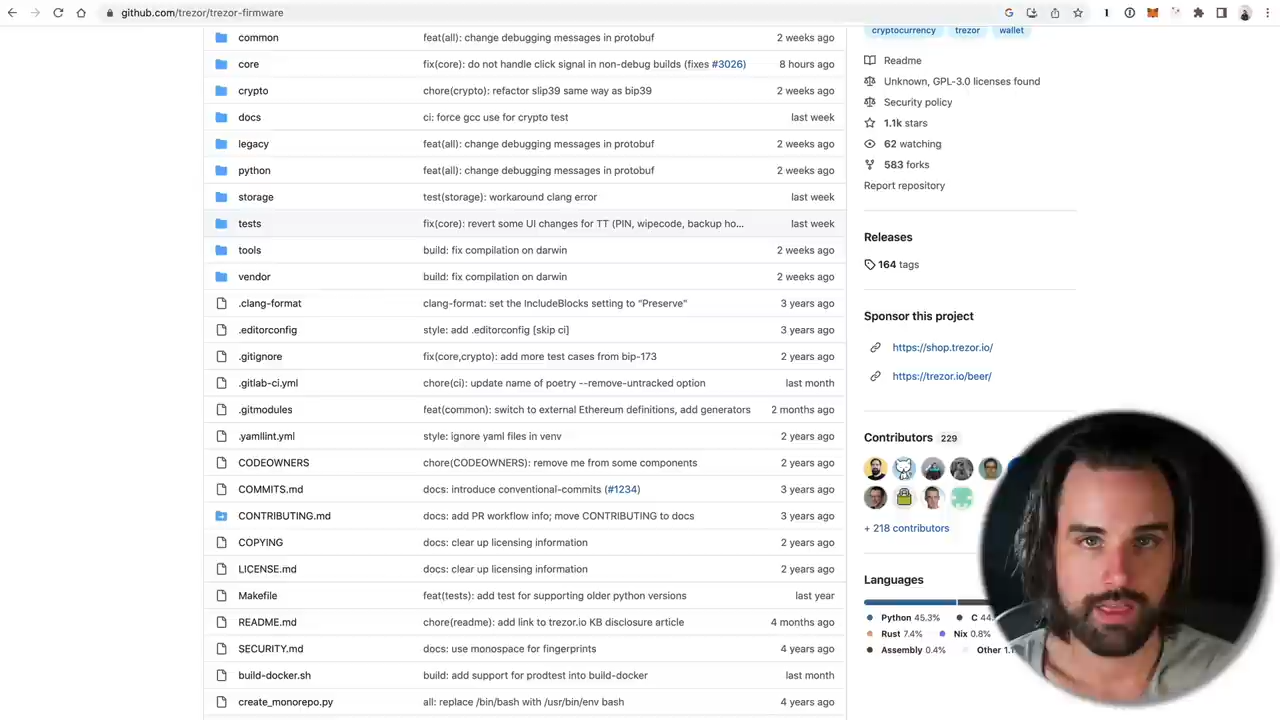 github.com/trezor/trezor-firmware
common feat(all): change debugging messages in protobuf 2 weeks ago
core fix(core): do not handle click signal in non-debug builds (fixes #3026) 8 hours ago
crypto chore(crypto): refactor slip39 same way as bip39 2 weeks ago
docs ci: force gcc use for crypto test last week
legacy feat(all): change debugging messages in protobuf 2 weeks ago
python feat(all): change debugging messages in protobuf 2 weeks ago
storage test(storage): workaround clang error last week
tests fix(core): revert some UI changes for TT (PIN, wipecode, backup ho... last week
tools build: fix compilation on darwin 2 weeks ago
vendor build: fix compilation on darwin 2 weeks ago
.clang-format clang-format: set the IncludeBlocks setting to “Preserve” 3 years ago
.editorconfig style: add .editorconfig [skip ci] 3 years ago
.gitignore fix(core,crypto): add more test cases from bip-173 2 years ago
.gitlab-ci.yml chore(ci): update name of poetry --remove-untracked option last month
.gitmodules feat(common): switch to external Ethereum definitions, add generators 2 months ago
.yamllint.yml style: ignore yaml files in venv 2 years ago
CODEOWNERS chore(CODEOWNERS): remove me from some components 2 years ago
COMMITS.md docs: introduce conventional-commits (#1234) 3 years ago
CONTRIBUTING.md docs: add PR workflow info; move CONTRIBUTING to docs 3 years ago
COPYING docs: clear up licensing information 2 years ago
LICENSE.md docs: clear up licensing information 2 years ago
Makefile feat(tests): add test for supporting older python versions last year
README.md chore(readme): add link to trezor.io KB disclosure article 4 months ago
SECURITY.md docs: use monospace for fingerprints 4 years ago
build-docker.sh build: add support for prodtest into build-docker last month
create_monorepo.py all: replace /bin/bash with /usr/bin/env bash 4 years ago
cryptocurrency trezor wallet
Readme
Unknown, GPL-3.0 licenses found
Security policy
1.1k stars
62 watching
583 forks
Report repository
Releases
164 tags
Sponsor this project
https://shop.trezor.io/
https://trezor.io/beer/
Contributors 229
+ 218 contributors
Languages
Python 45.3% C 44.
Rust 7.4% Nix 0.8%
Assembly 0.4% Other 1.1